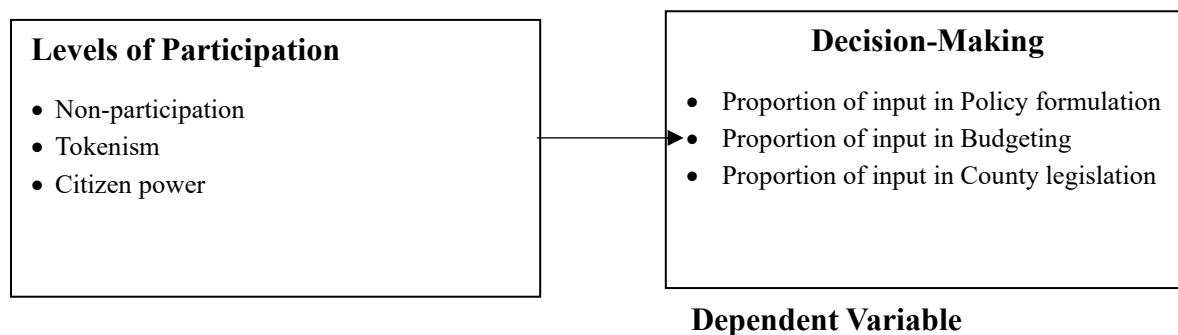 Levels of Participation
• Non-participation
• Tokenism
• Citizen power
Decision-Making
• Proportion of input in Policy formulation
• Proportion of input in Budgeting
• Proportion of input in County legislation
Dependent Variable